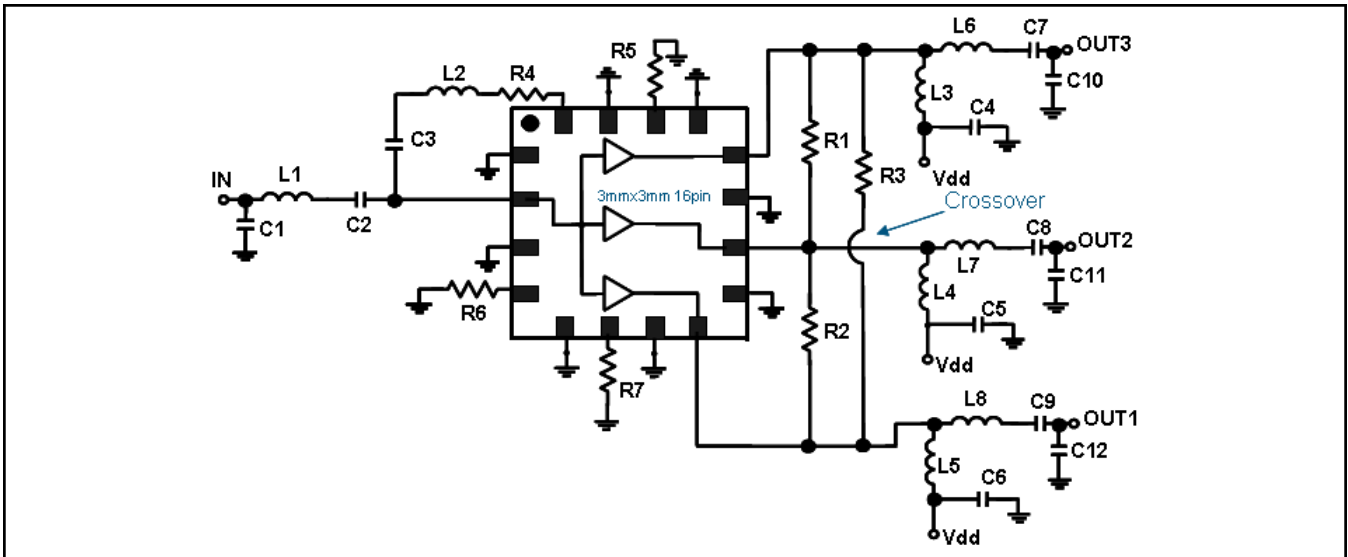 L6
C7
OUT3
R5
L2
R4
C10
L3
C4
C3
R1
R3
Vdd
IN
L1
3mmx3mm 16pin
Crossover
C1
C2
C8
OUT2
L7
C11
L4
R6
C5
R2
Vdd
R7
L8
C9
OUT1
C12
L5
C6
Vdd